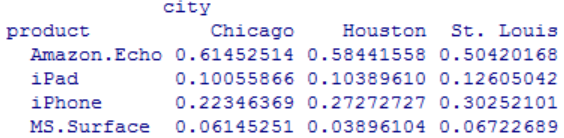 city
product Chicago Houston St. Louis
Amazon.Echo 0.61452514 0.58441558 0.50420168
iPad 0.10055866 0.10389610 0.12605042
iPhone 0.22346369 0.27272727 0.30252101
MS.Surface 0.06145251 0.03896104 0.06722689